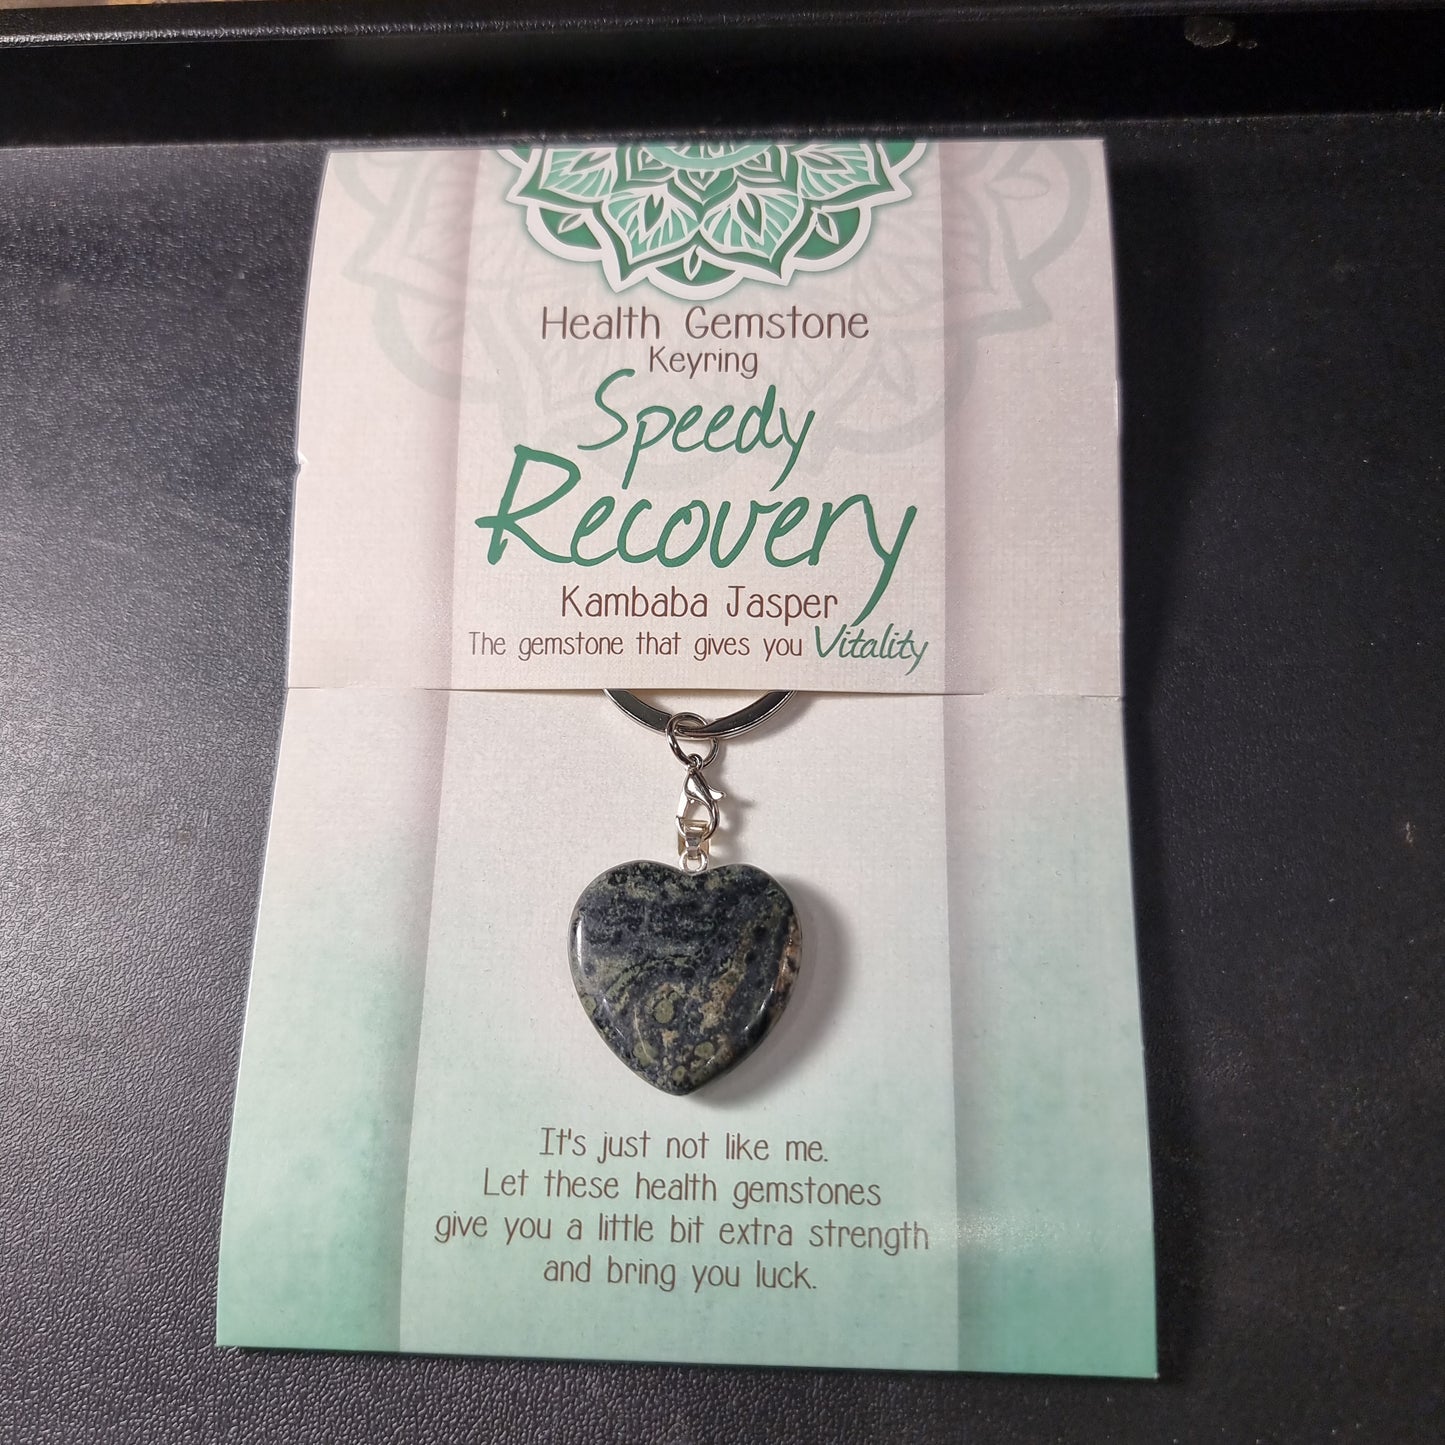 Health Gemstone
Keyring
Speedy
Recovery
Kambaba Jasper
The gemstone that gives you Vitality
It's just not like me.
Let these health gemstones
give you a little bit extra strength
and bring you luck.